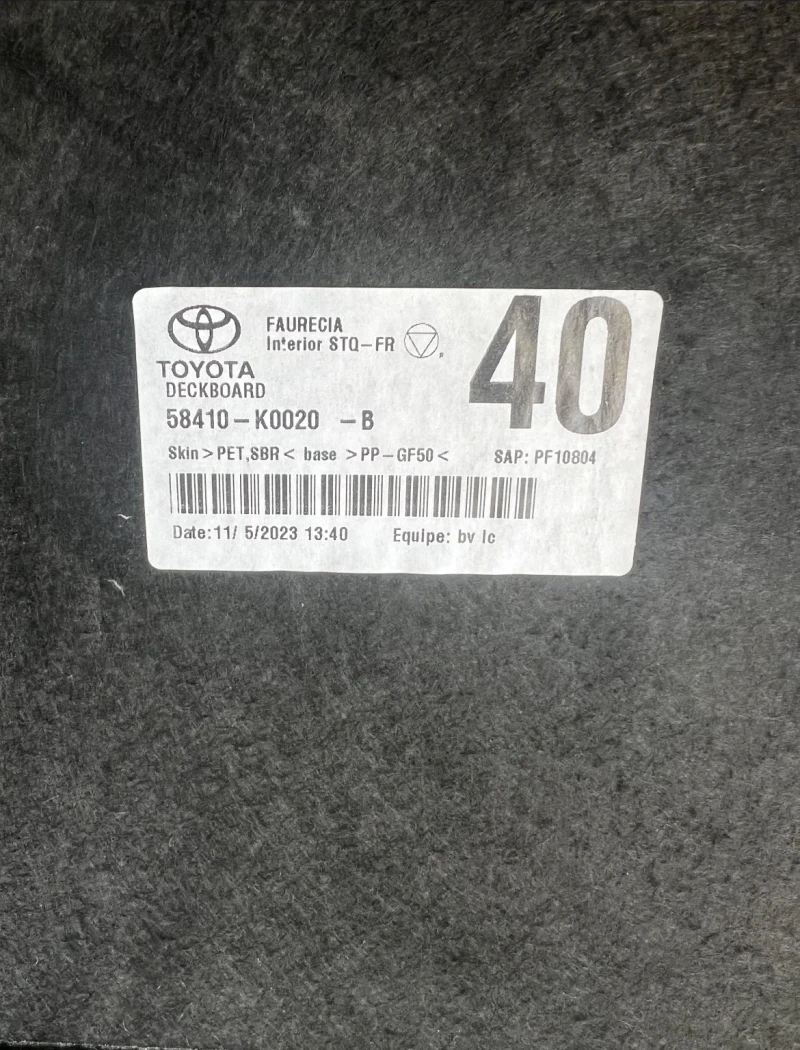 FAURECIA
Interior STQ-FR
40
TOYOTA
DECKBOARD
58410-K0020 -B
Skin>PET,SBR< base >PP-GF50< SAP: PF10804
Date:11/ 5/2023 13:40 Equipe: bv lc